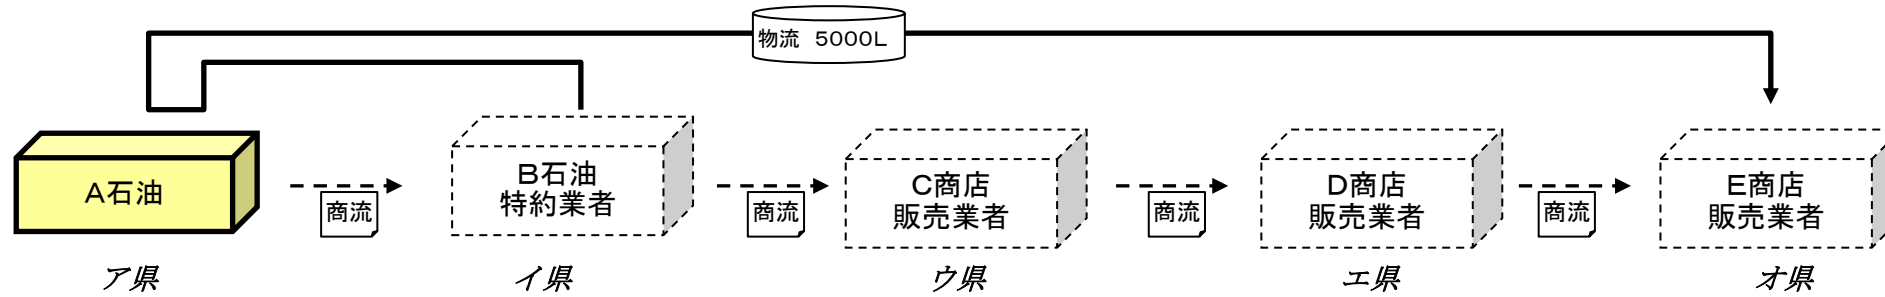 物流　5000L
A石油
商流
B石油
特約業者
商流
C商店
販売業者
商流
D商店
販売業者
商流
E商店
販売業者
ア県
イ県
ウ県
エ県
オ県